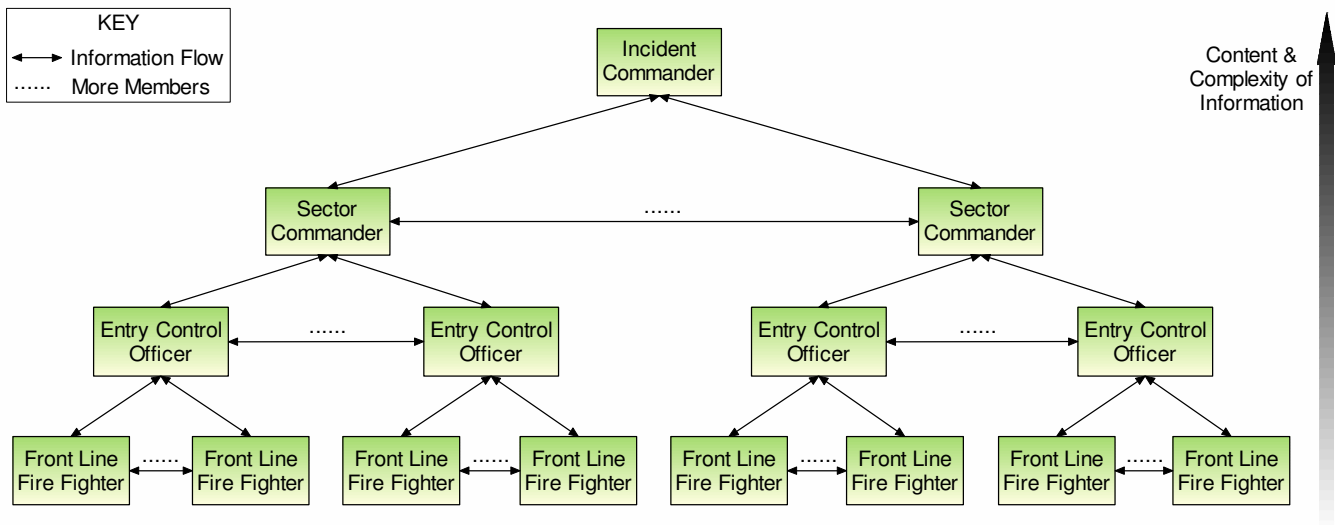 KEY
Information Flow
...... More Members
Incident
Commander
Content &
Complexity of
Information
Sector
Commander
......
Sector
Commander
Entry Control
Officer
......
Entry Control
Officer
Entry Control
Officer
......
Entry Control
Officer
Front Line
Fire Fighter
......
Front Line
Fire Fighter
Front Line
Fire Fighter
......
Front Line
Fire Fighter
Front Line
Fire Fighter
......
Front Line
Fire Fighter
Front Line
Fire Fighter
......
Front Line
Fire Fighter